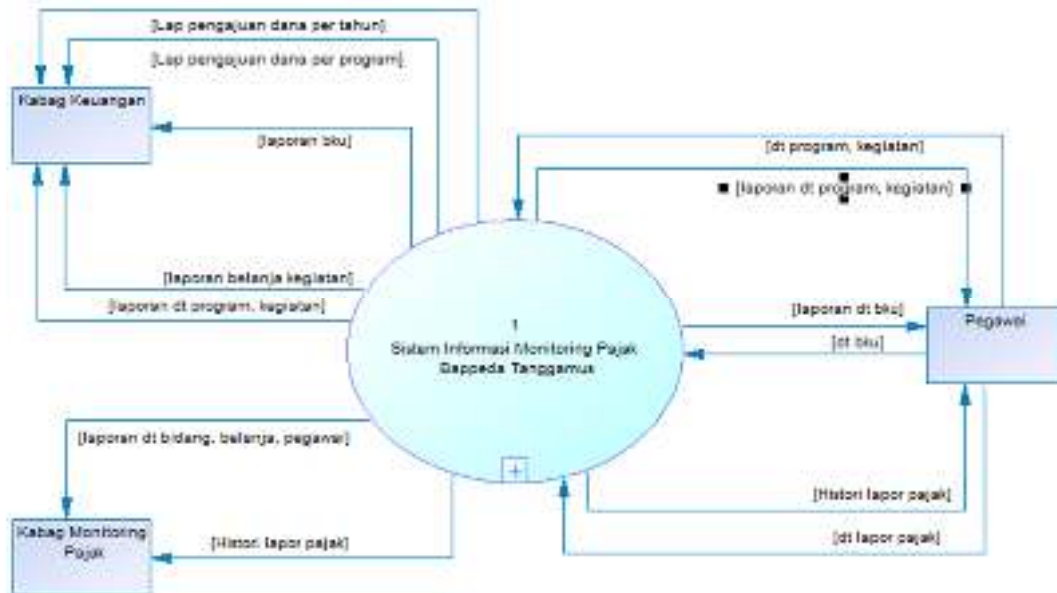 [Lap pengajuan dana per tahun]
[Lap pengajuan dana per program]
Kabag Keuangan
[laporan bku]
[dt program, kegiatan]
[laporan dt program, kegiatan]
[laporan belanja kegiatan]
[laporan dt program, kegiatan]
[laporan dt bku]
Pegawai
1
Sistem Informasi Monitoring Pajak
Bappeda Tanggamus
[dt bku]
[laporan dt bidang, belanja, pegawai]
[Histori lapor pajak]
Kabag Monitoring
Pajak
[Histori lapor pajak]
[dt lapor pajak]